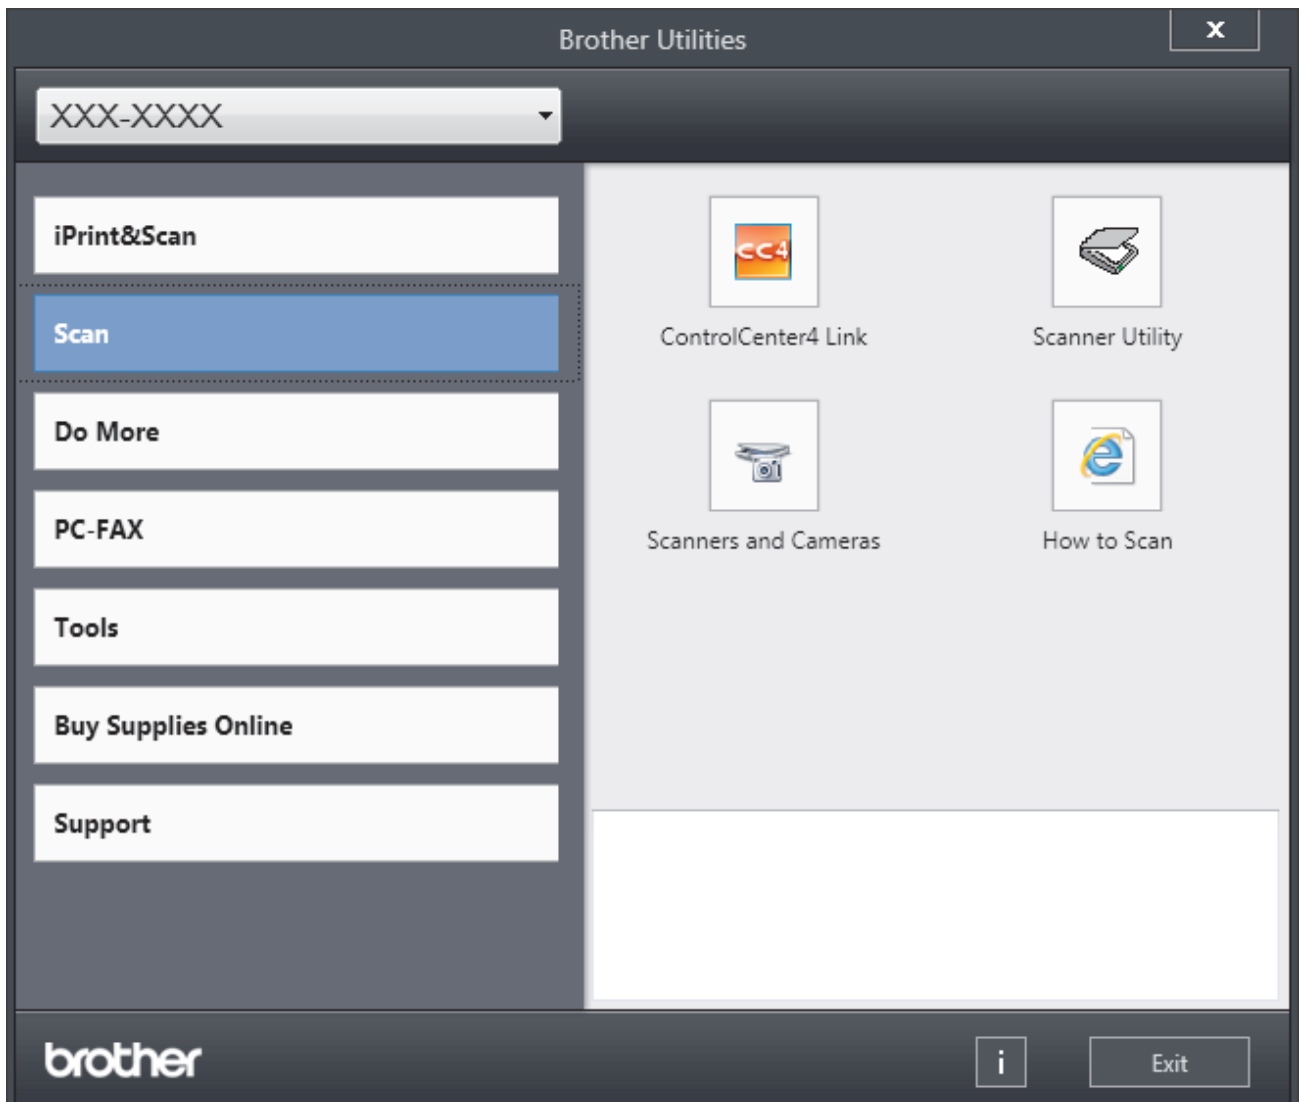 Brother Utilities
X
XXX-XXXX
iPrint&Scan
Scan
Do More
PC-FAX
Tools
Buy Supplies Online
Support
CC4
ControlCenter4 Link
Scanner Utility
Scanners and Cameras
How to Scan
brother
i
Exit